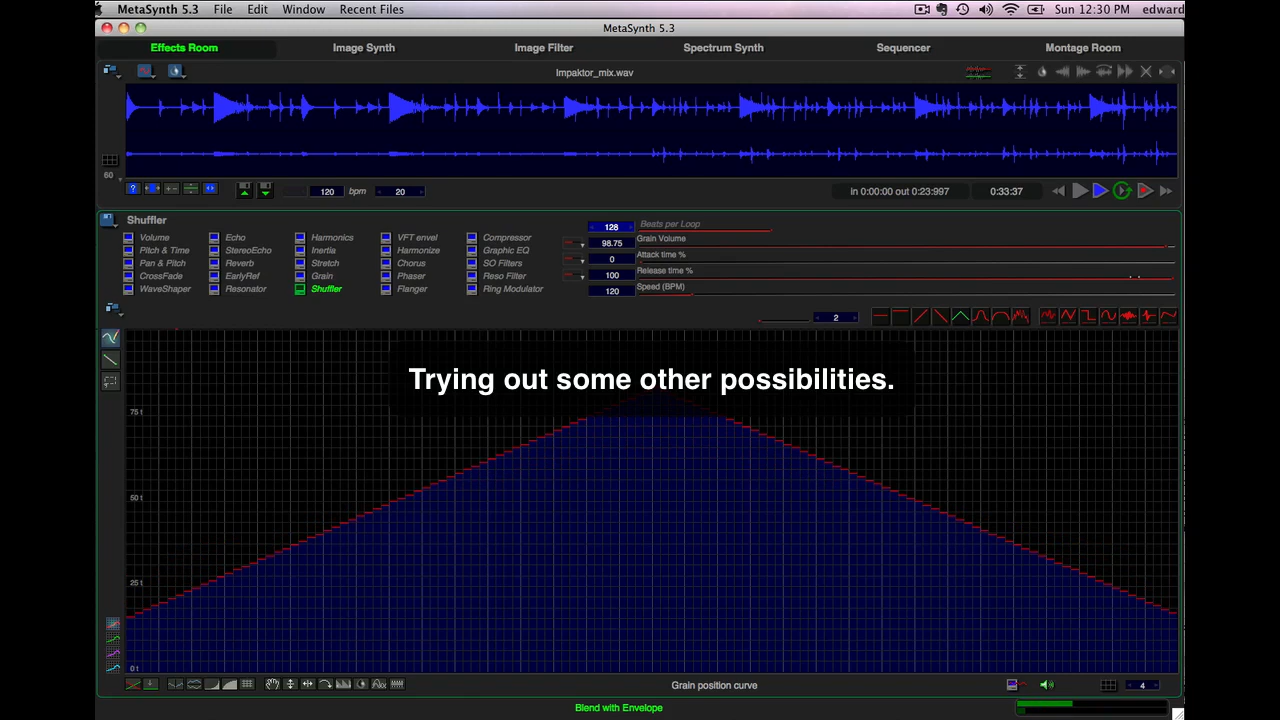 MetaSynth 5.3 File Edit Window Recent Files Sun 12:30 PM edward
MetaSynth 5.3
Effects Room Image Synth Image Filter Spectrum Synth Sequencer Montage Room
Impaktor_mix.wav
60
? 120 bpm 20 in 0:00:00 out 0:23:997 0:33:37
Shuffler
128 Beats per Loop
Volume Echo Harmonics VFT envel Compressor 98.75 Grain Volume
Pitch & Time StereoEcho Inertia Harmonize Graphic EQ 0 Attack time %
Pan & Pitch Reverb Stretch Chorus SO Filters 100 Release time %
CrossFade EarlyRef Grain Phaser Reso Filter 120 Speed (BPM)
WaveShaper Resonator Shuffler Flanger Ring Modulator
2
Trying out some other possibilities.
75 t
50 t
25 t
0 t
Grain position curve 4
Blend with Envelope